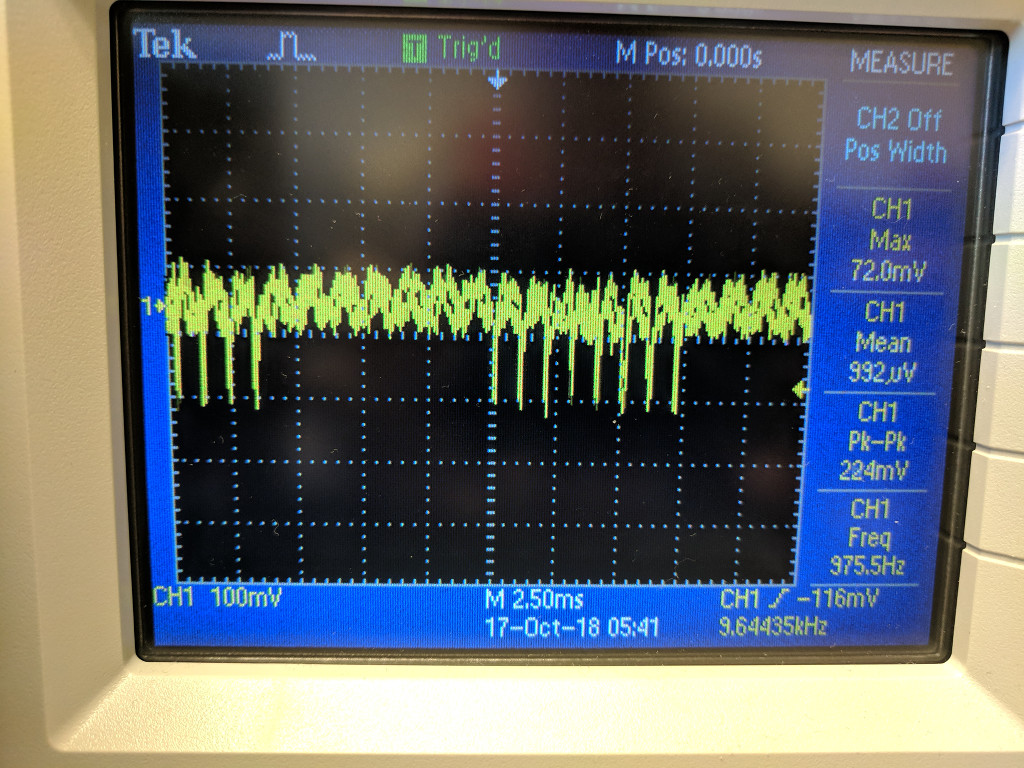 Tek T Trig'd M Pos: 0.000s MEASURE
CH2 Off
Pos Width
CH1
Max
72.0mV
1
CH1
Mean
992µV
CH1
Pk-Pk
224mV
CH1
Freq
975.5Hz
CH1 100mV M 2.50ms CH1 -116mV
17-Oct-18 05:41 9.64435kHz